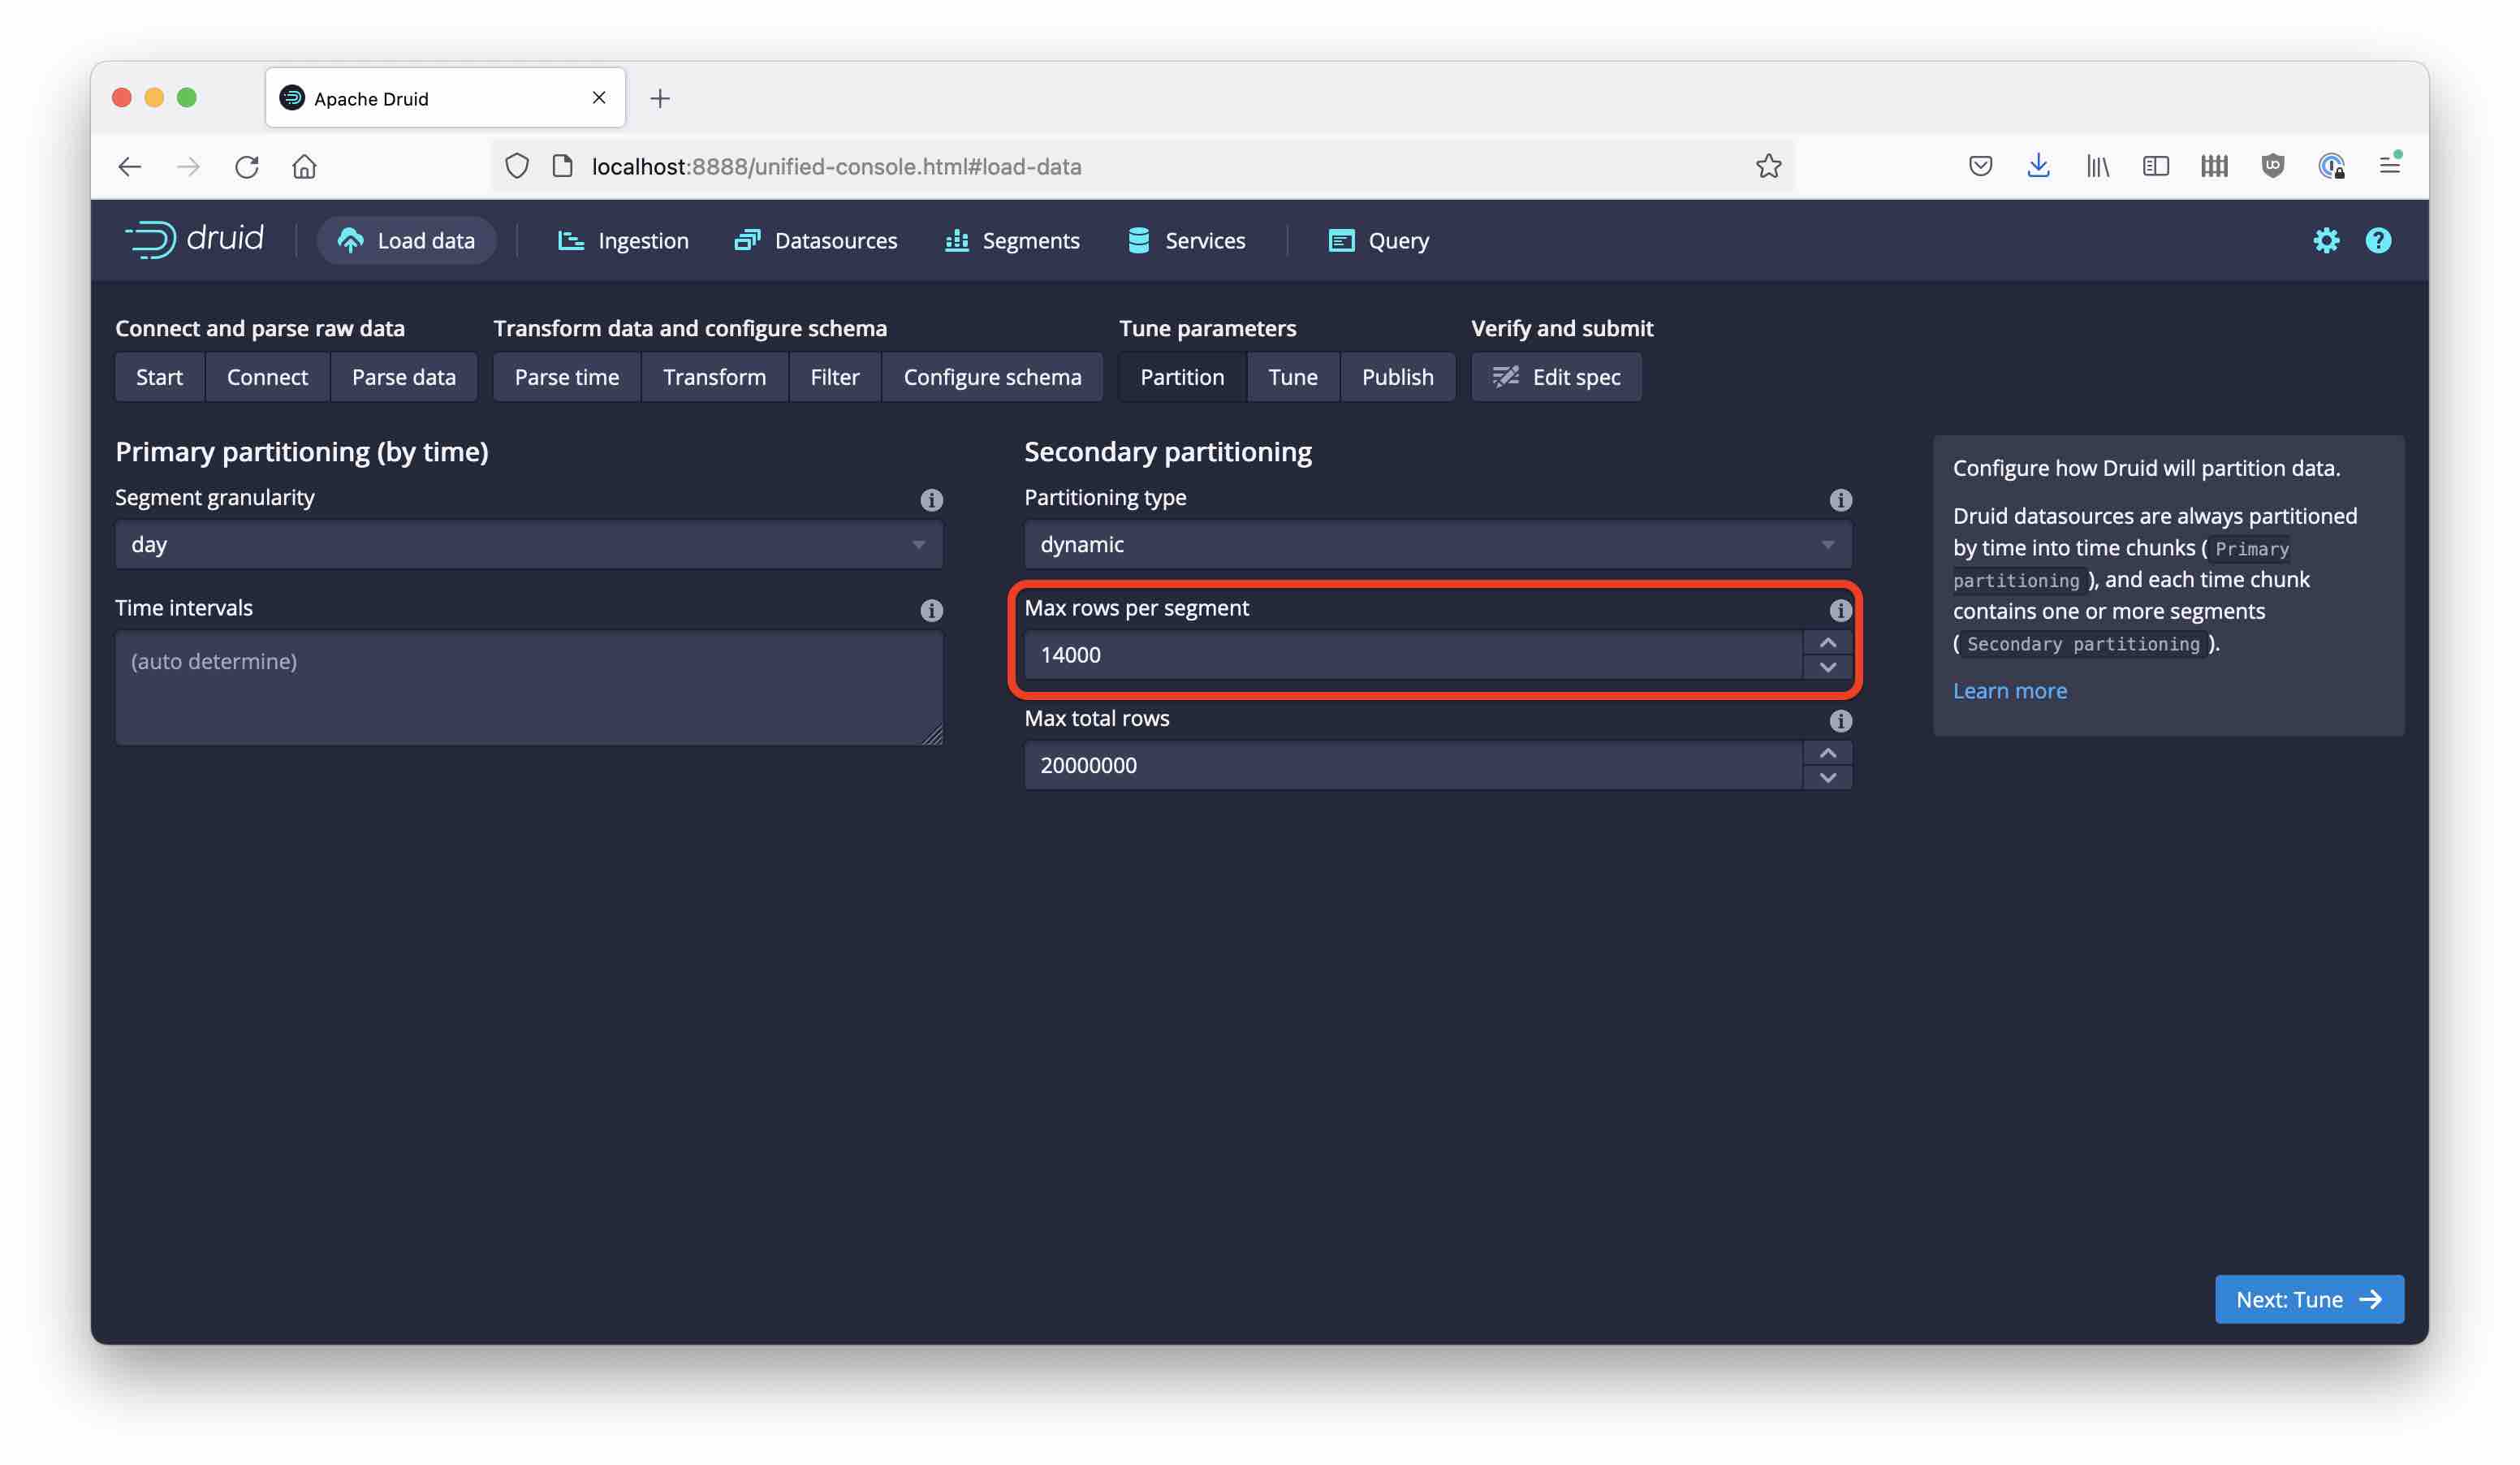 Apache Druid
localhost:8888/unified-console.html#load-data
druid
Load data
Ingestion
Datasources
Segments
Services
Query
Connect and parse raw data
Start
Connect
Parse data
Transform data and configure schema
Parse time
Transform
Filter
Configure schema
Tune parameters
Partition
Tune
Publish
Verify and submit
Edit spec
Primary partitioning (by time)
Segment granularity
day
Time intervals
(auto determine)
Secondary partitioning
Partitioning type
dynamic
Max rows per segment
14000
Max total rows
20000000
Configure how Druid will partition data.
Druid datasources are always partitioned
by time into time chunks ( Primary
partitioning ), and each time chunk
contains one or more segments
( Secondary partitioning ).
Learn more
Next: Tune